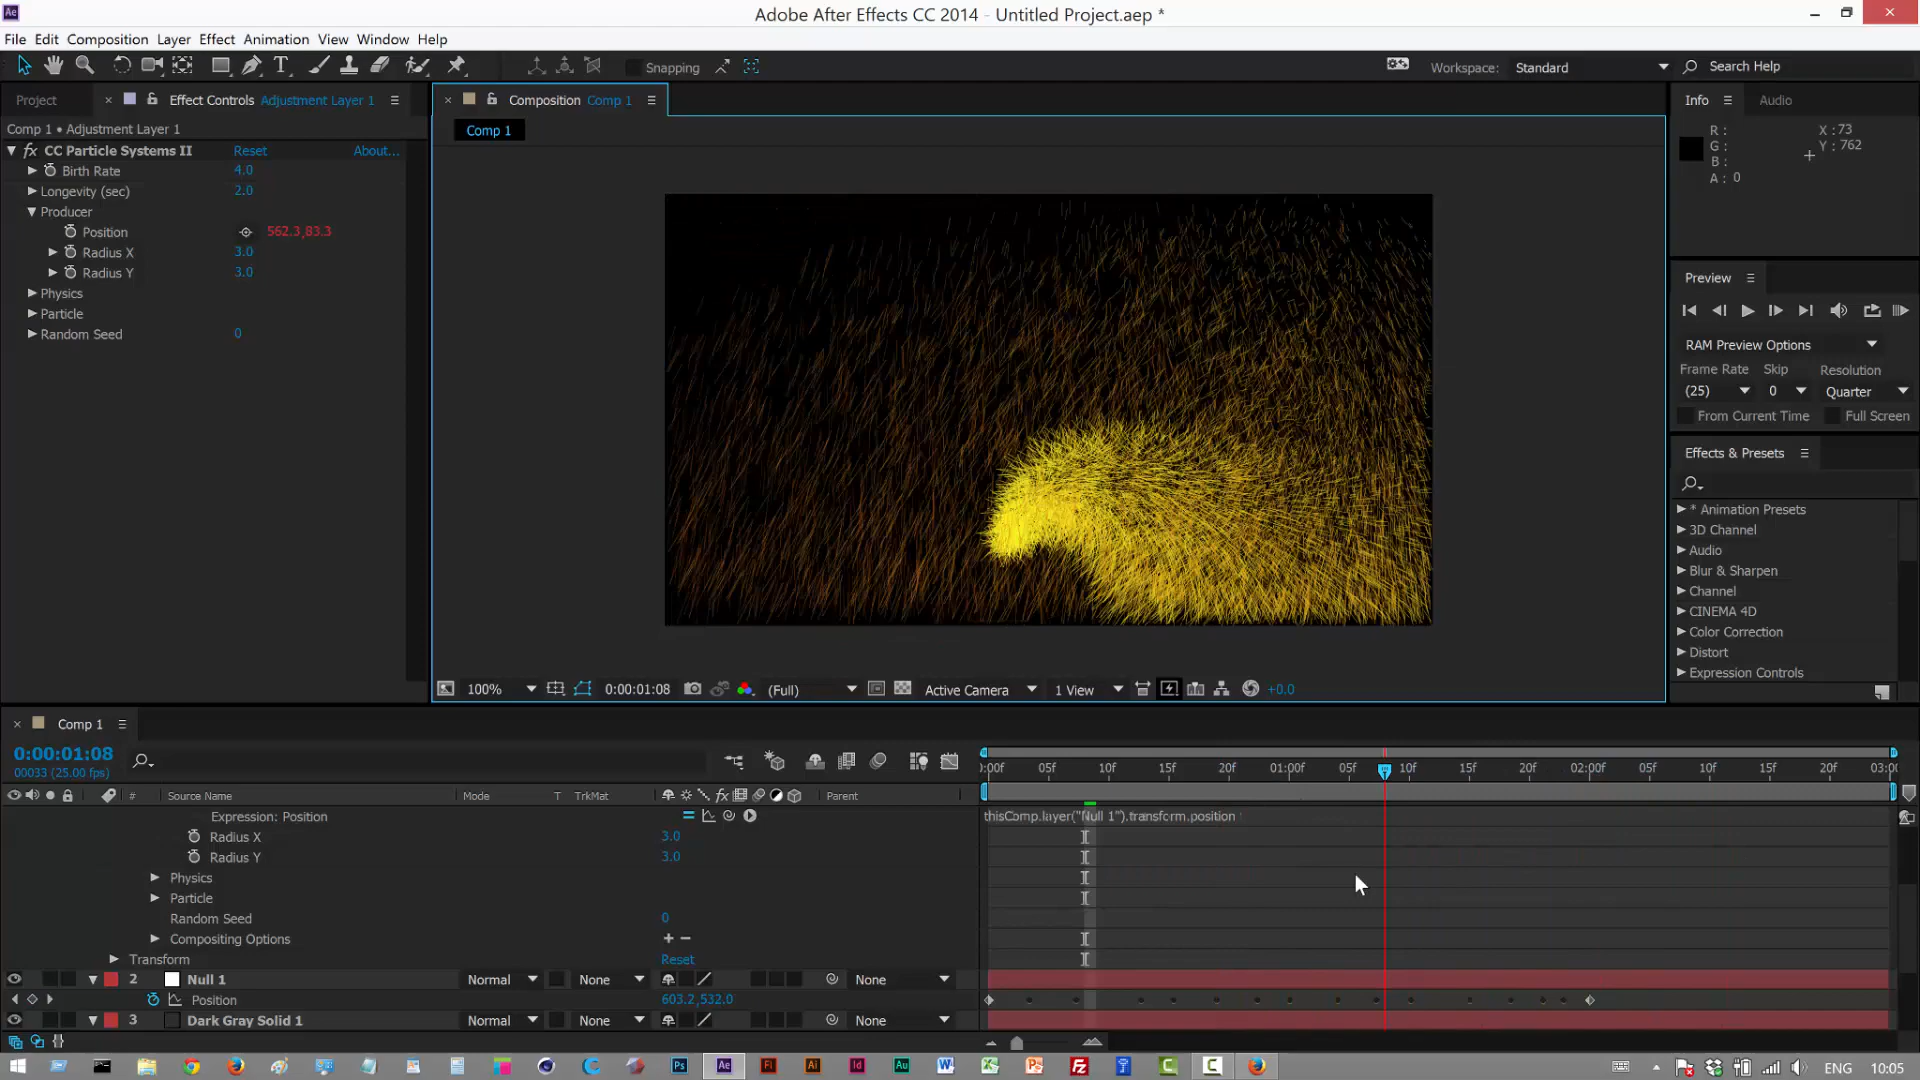 Adobe After Effects CC 2014 - Untitled Project.aep *
File Edit Composition Layer Effect Animation View Window Help
Snapping
Workspace: Standard
Search Help
Project
Effect Controls Adjustment Layer 1
Composition Comp 1
Info
Audio
Comp 1 • Adjustment Layer 1
Comp 1
CC Particle Systems II Reset About...
Birth Rate 4.0
Longevity (sec) 2.0
Producer
Position 562.3,83.3
Radius X 3.0
Radius Y 3.0
Physics
Particle
Random Seed 0
R :
G :
B :
A : 0
X : 73
Y : 762
Preview
RAM Preview Options
Frame Rate Skip Resolution
(25) 0 Quarter
From Current Time Full Screen
Effects & Presets
* Animation Presets
3D Channel
Audio
Blur & Sharpen
Channel
CINEMA 4D
Color Correction
Distort
Expression Controls
100% 0:00:01:08 (Full) Active Camera 1 View +0.0
Comp 1
0:00:01:08
00033 (25.00 fps)
:00f 05f 10f 15f 20f 01:00f 05f 10f 15f 20f 02:00f 05f 10f 15f 20f 03:00
# Source Name Mode T TrkMat Parent
Expression: Position thisComp.layer("Null 1").transform.position
Radius X 3.0
Radius Y 3.0
Physics
Particle
Random Seed 0
Compositing Options + −
Transform Reset
2 Null 1 Normal None None
Position 603.2,532.0
3 Dark Gray Solid 1 Normal None None
Ps Ae Fl Ai Id Au ENG 10:05